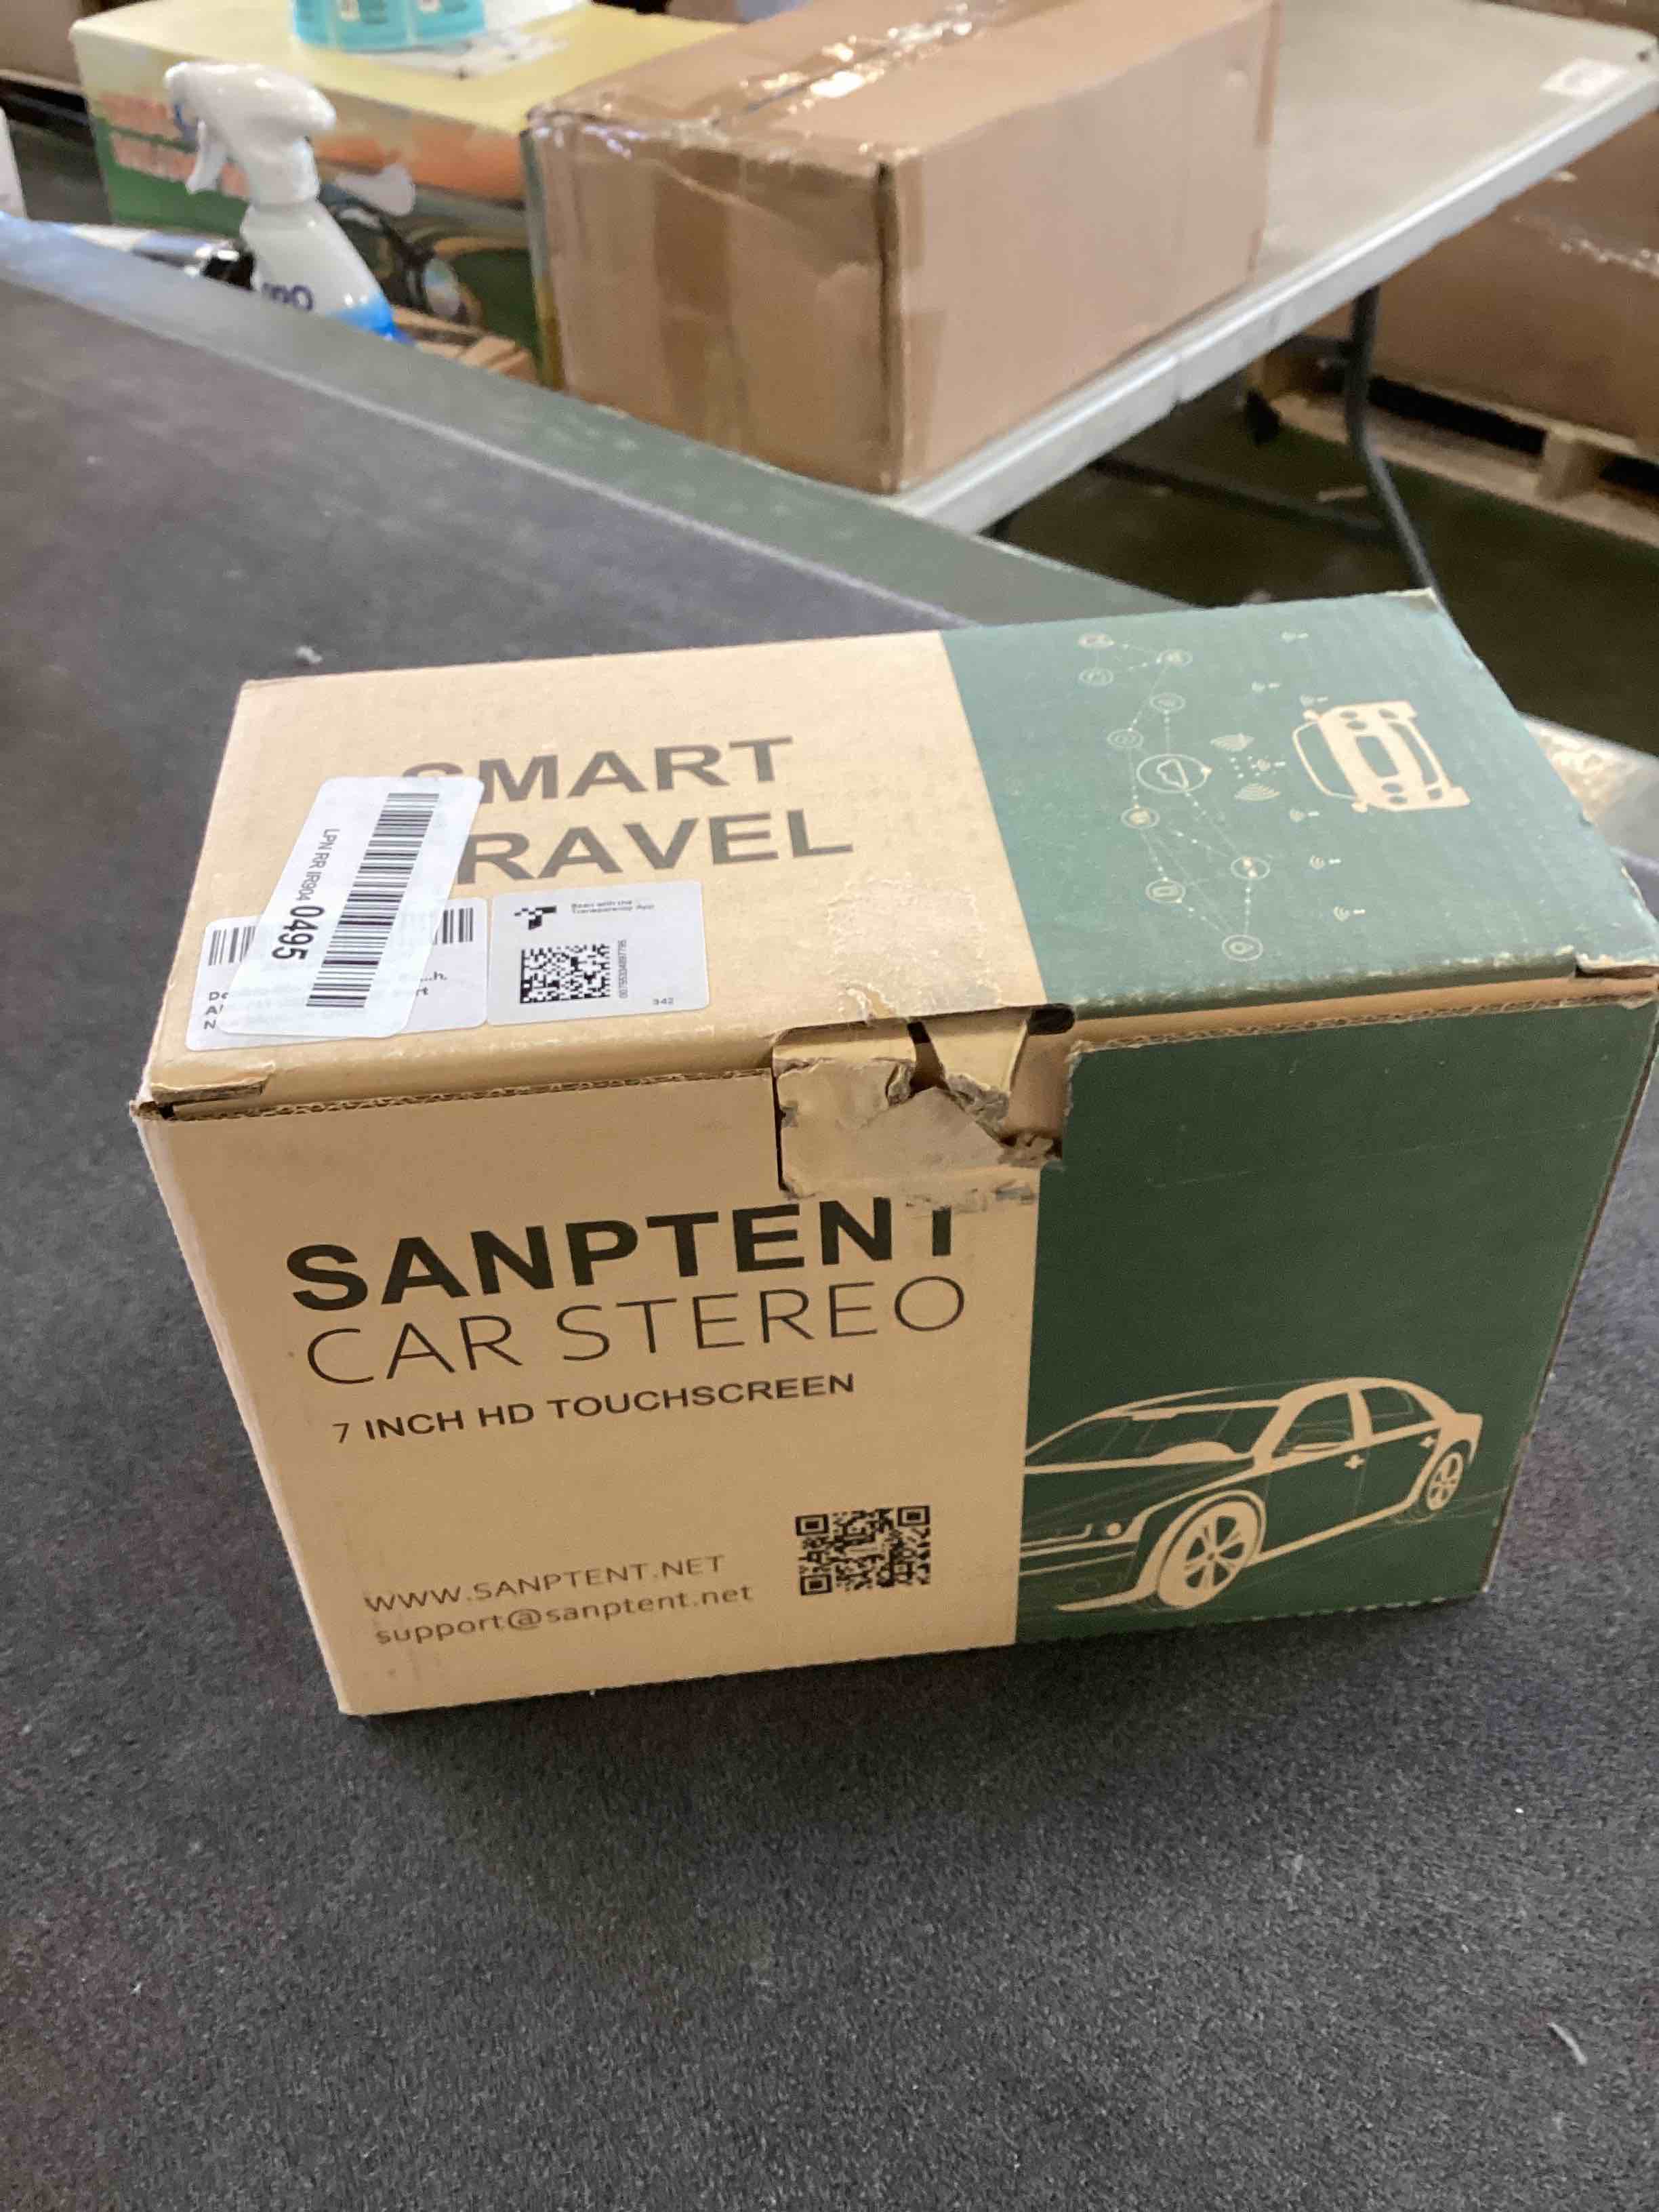 SMART
RAVEL
LPN RR IR904 0495
Scan with the
Transparency App
342
SANPTENT
CAR STEREO
7 INCH HD TOUCHSCREEN
WWW.SANPTENT.NET
support@sanptent.net